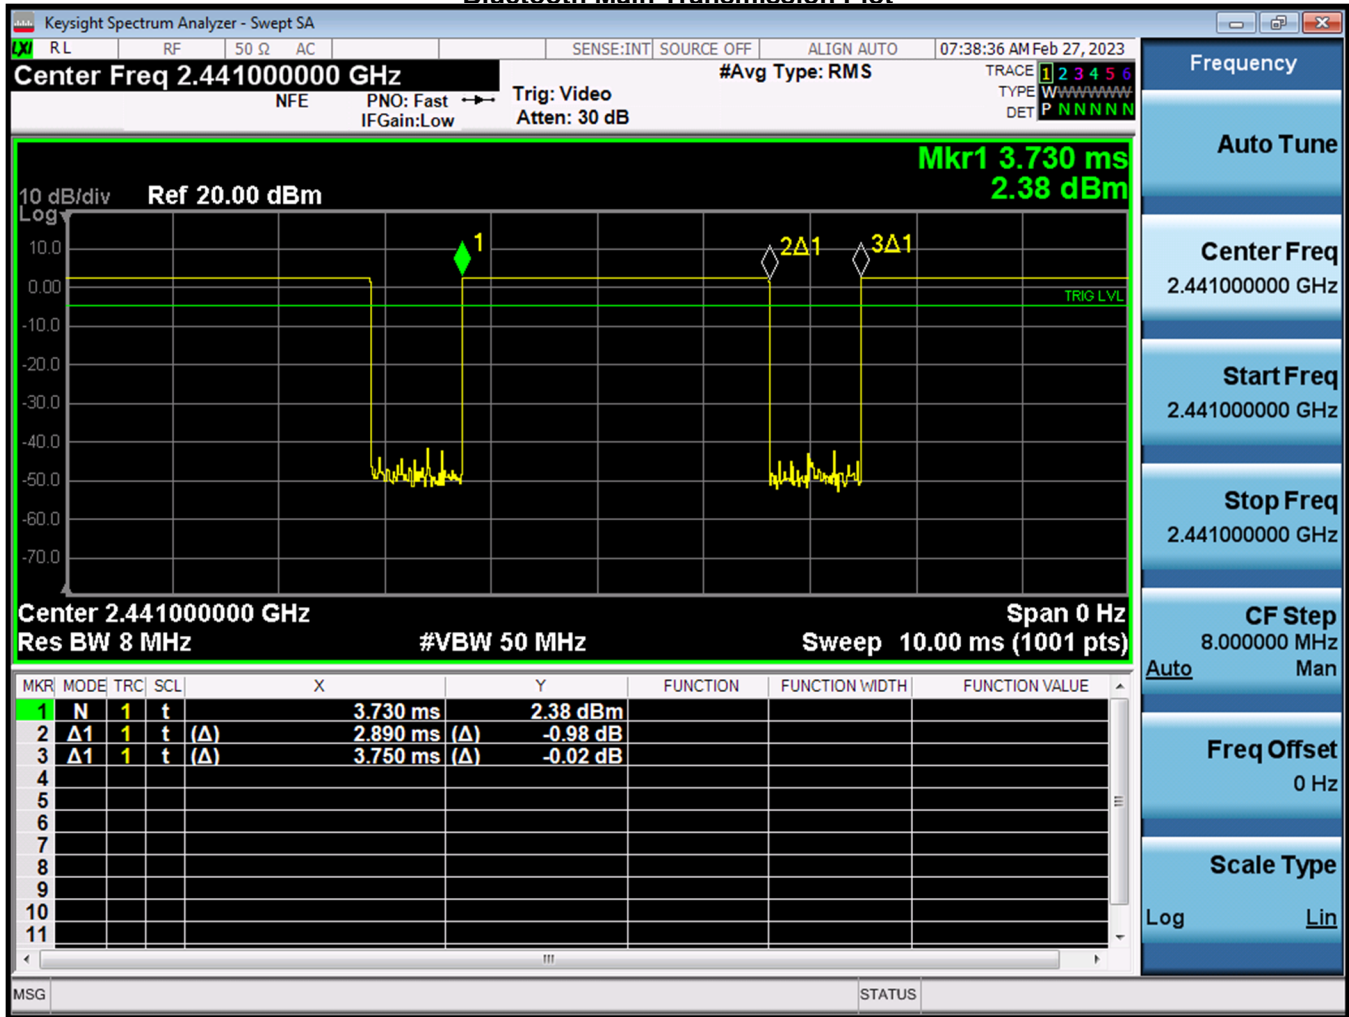 Bluetooth Main Transmission Plot
Keysight Spectrum Analyzer - Swept SA
LXI RL RF 50 Ω AC SENSE:INT SOURCE OFF ALIGN AUTO 07:38:36 AM Feb 27, 2023
Center Freq 2.441000000 GHz
NFE PNO: Fast Trig: Video #Avg Type: RMS
IFGain:Low Atten: 30 dB
TRACE 1 2 3 4 5 6
TYPE WWWWWW
DET P N N N N N
Mkr1 3.730 ms
2.38 dBm
10 dB/div Ref 20.00 dBm
Log
10.0
0.00
-10.0
-20.0
-30.0
-40.0
-50.0
-60.0
-70.0
1
2Δ1
3Δ1
TRIG LVL
Center 2.441000000 GHz Span 0 Hz
Res BW 8 MHz #VBW 50 MHz Sweep 10.00 ms (1001 pts)
MKR MODE TRC SCL X Y FUNCTION FUNCTION WIDTH FUNCTION VALUE
1 N 1 t 3.730 ms 2.38 dBm
2 Δ1 1 t (Δ) 2.890 ms (Δ) -0.98 dB
3 Δ1 1 t (Δ) 3.750 ms (Δ) -0.02 dB
4
5
6
7
8
9
10
11
MSG STATUS
Frequency
Auto Tune
Center Freq
2.441000000 GHz
Start Freq
2.441000000 GHz
Stop Freq
2.441000000 GHz
CF Step
8.000000 MHz
Auto Man
Freq Offset
0 Hz
Scale Type
Log Lin